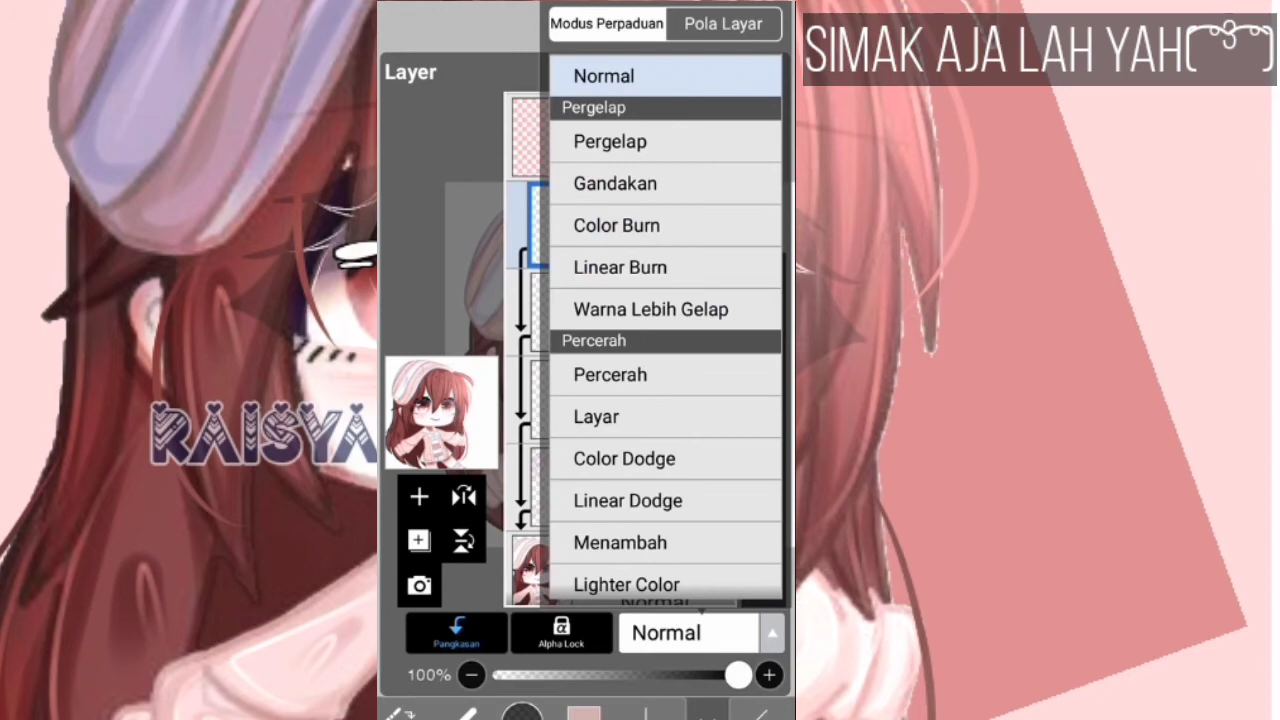 Modus Perpaduan
Pola Layar
SIMAK AJA LAH YAH
Layer
Normal
Pergelap
Pergelap
Gandakan
Color Burn
Linear Burn
Warna Lebih Gelap
Percerah
Percerah
Layar
Color Dodge
Linear Dodge
Menambah
Lighter Color
RAISYA
Normal
Pangkasan
α
Alpha Lock
Normal
100%